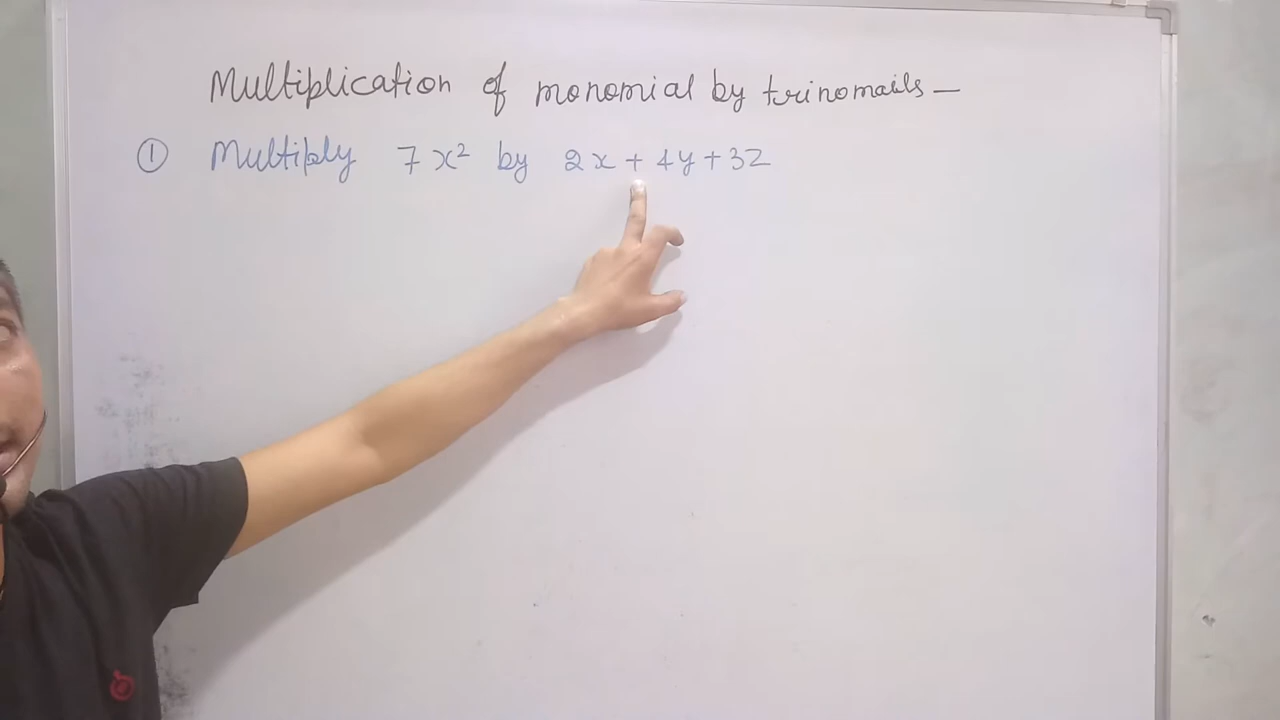 Multiplication of monomial by trinomails –
① Multiply 7x² by 2x + 4y + 3z